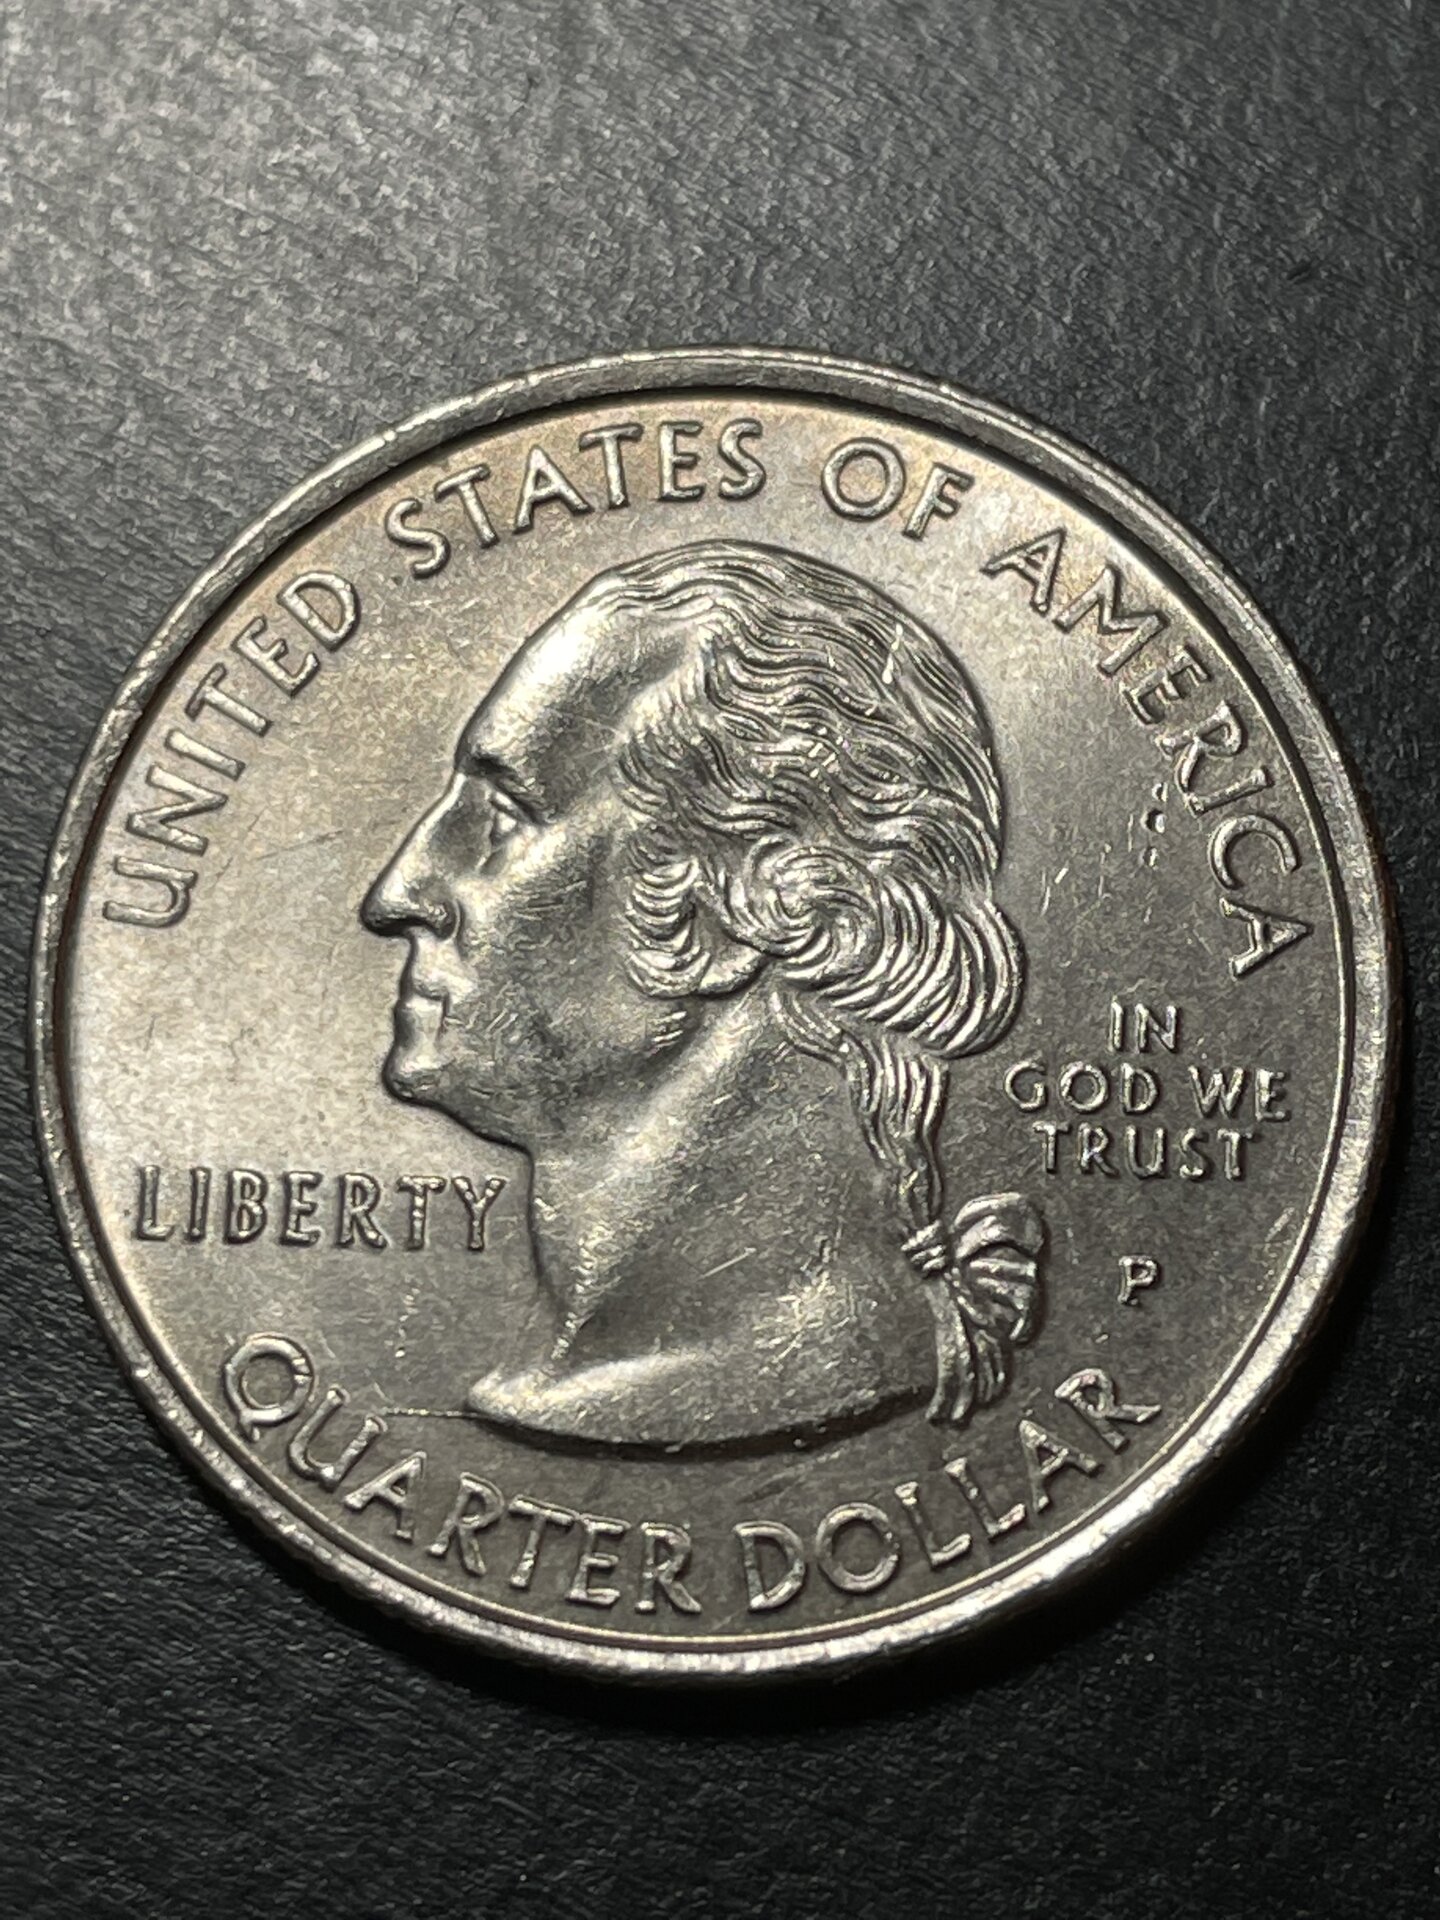 UNITED STATES OF AMERICA
LIBERTY
IN
GOD WE
TRUST
P
QUARTER DOLLAR